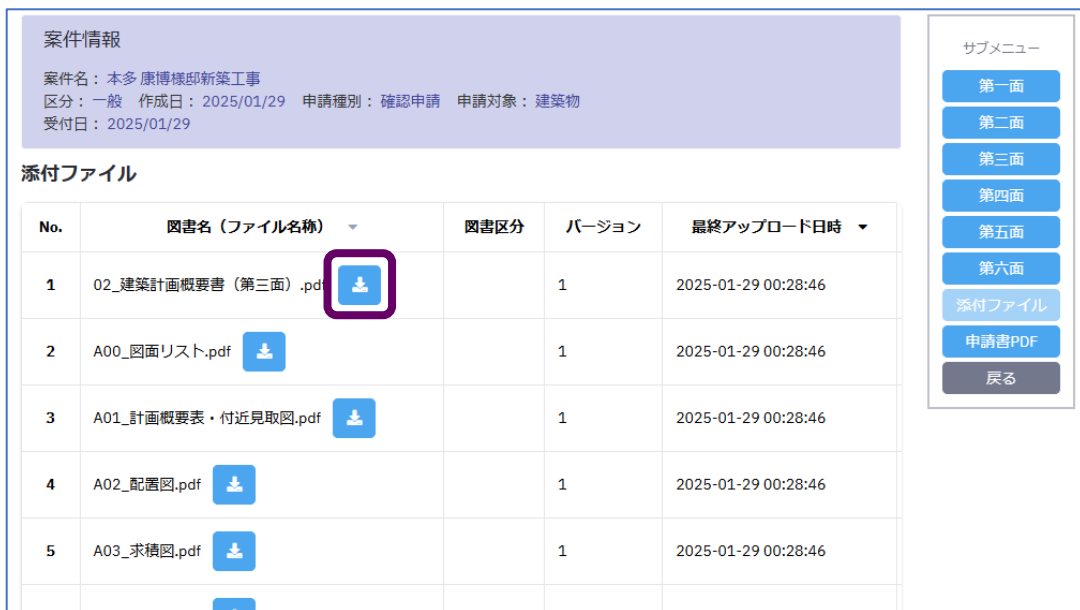 案件情報
案件名： 本多 康博様邸新築工事
区分： 一般 作成日： 2025/01/29 申請種別： 確認申請 申請対象： 建築物
受付日： 2025/01/29
添付ファイル
No. 図書名（ファイル名称） 図書区分 バージョン 最終アップロード日時
1 02_建築計画概要書（第三面）.pdf 1 2025-01-29 00:28:46
2 A00_図面リスト.pdf 1 2025-01-29 00:28:46
3 A01_計画概要表・付近見取図.pdf 1 2025-01-29 00:28:46
4 A02_配置図.pdf 1 2025-01-29 00:28:46
5 A03_求積図.pdf 1 2025-01-29 00:28:46
サブメニュー
第一面
第二面
第三面
第四面
第五面
第六面
添付ファイル
申請書PDF
戻る